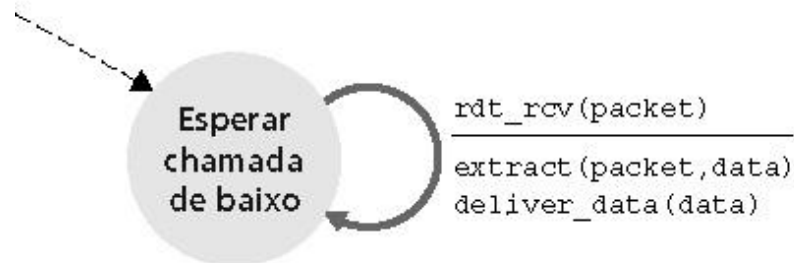 Esperar
chamada
de baixo
rdt_rcv(packet)
extract(packet,data)
deliver_data(data)